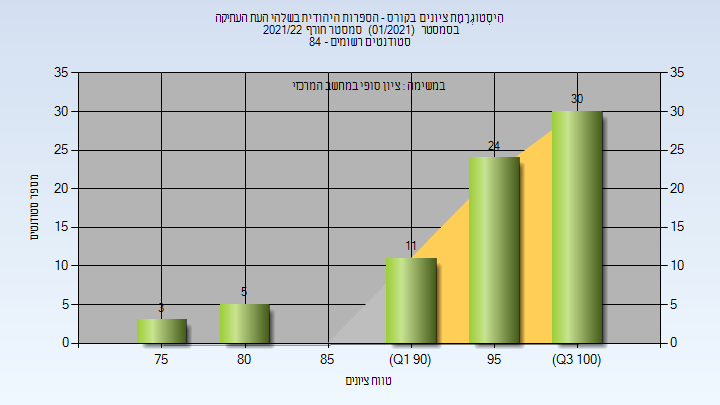 הִיסְטוֹגְרָמַת ציונים בקורס - הספרות היהודית בשלהי העת העתיקה
בסמסטר (01/2021) סמסטר חורף 2021/22
סטודנטים רשומים - 84
במשימה : ציון סופי במחשב המרכזי
35 35
30 30 30
25 25
24
20 20
15 15
11
10 10
5 5 5
3
0 0
75 80 85 (Q1 90) 95 (Q3 100)
מספר סטודנטים
טווח ציונים